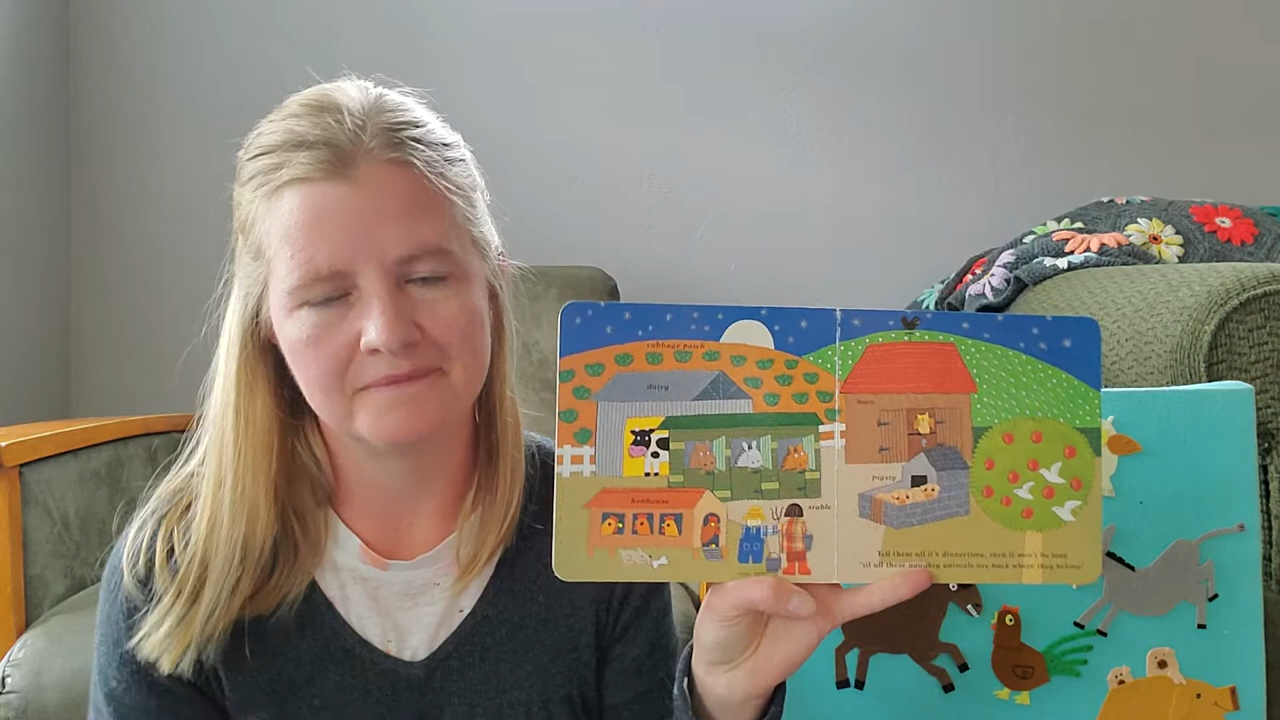 cabbage patch
dairy
henhouse
stable
barn
pigsty
Tell them all it's dinnertime, then it won't be long
'til all these naughty animals are back where they belong!